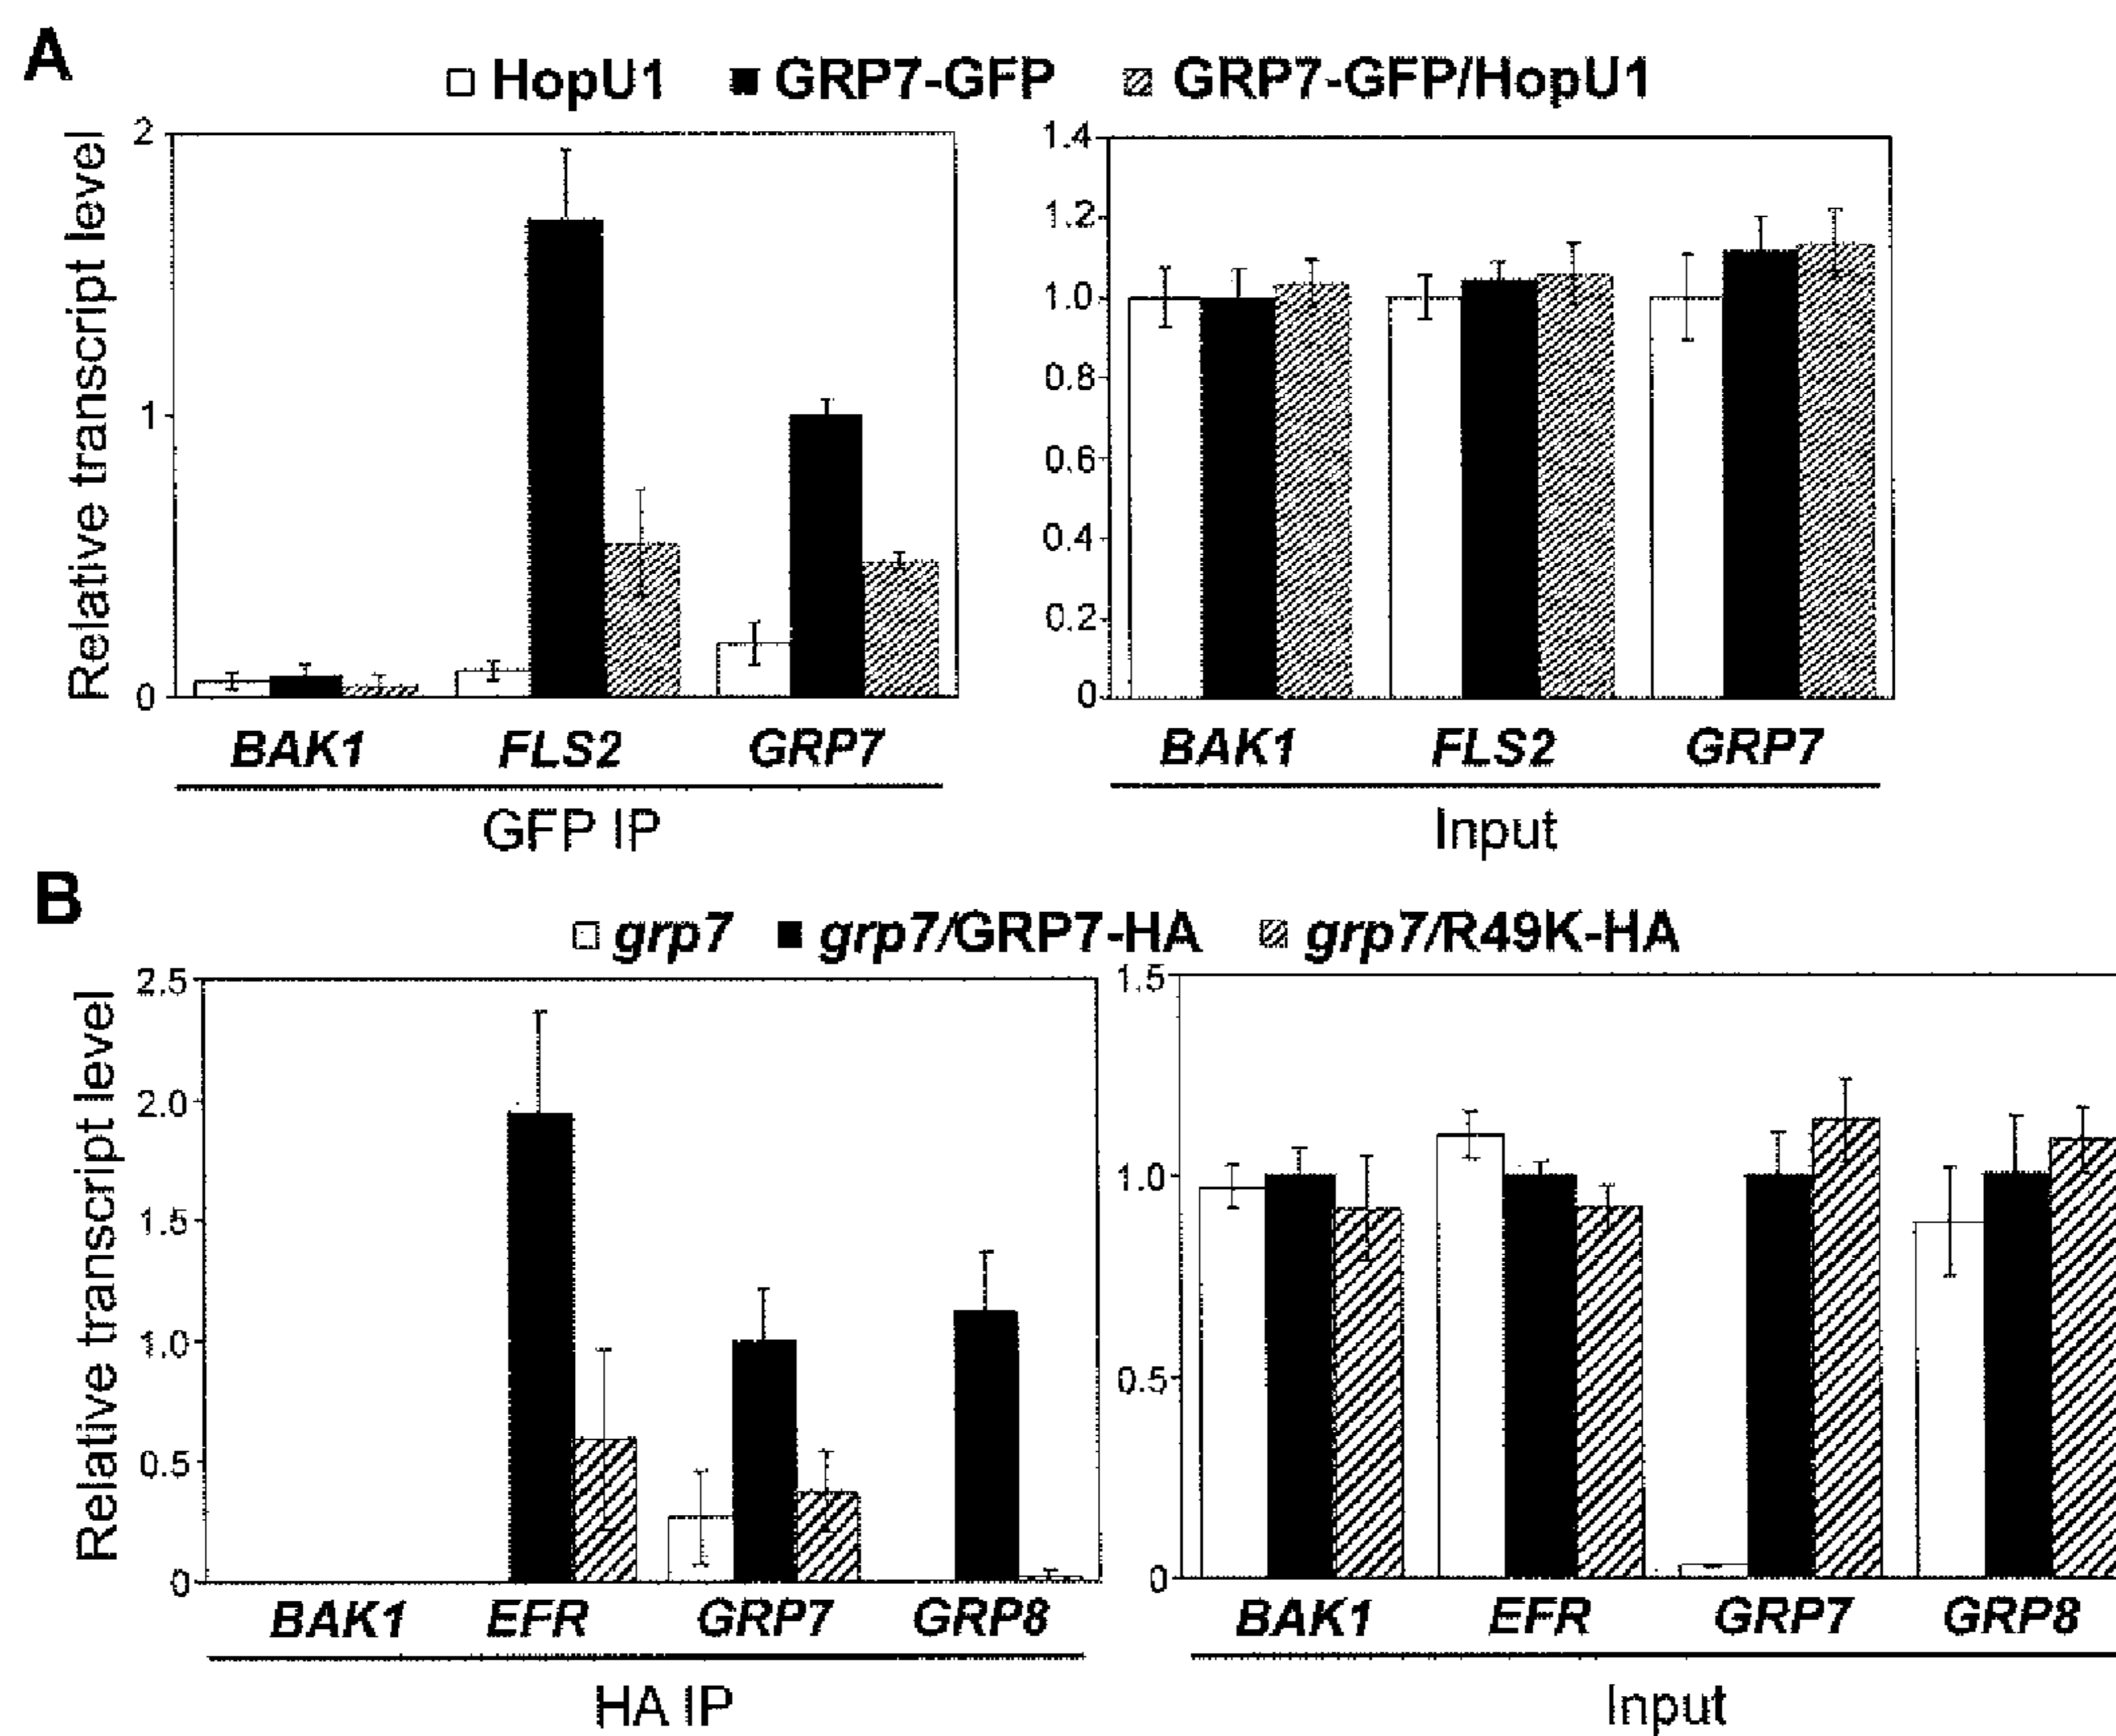 A
HopU1 GRP7-GFP GRP7-GFP/HopU1
Relative transcript level
2
1
0
BAK1 FLS2 GRP7
GFP IP
1.4
1.2
1.0
0.8
0.6
0.4
0.2
0
BAK1 FLS2 GRP7
Input
B
grp7 grp7/GRP7-HA grp7/R49K-HA
Relative transcript level
2.5
2.0
1.5
1.0
0.5
0
BAK1 EFR GRP7 GRP8
HA IP
1.5
1.0
0.5
0
BAK1 EFR GRP7 GRP8
Input